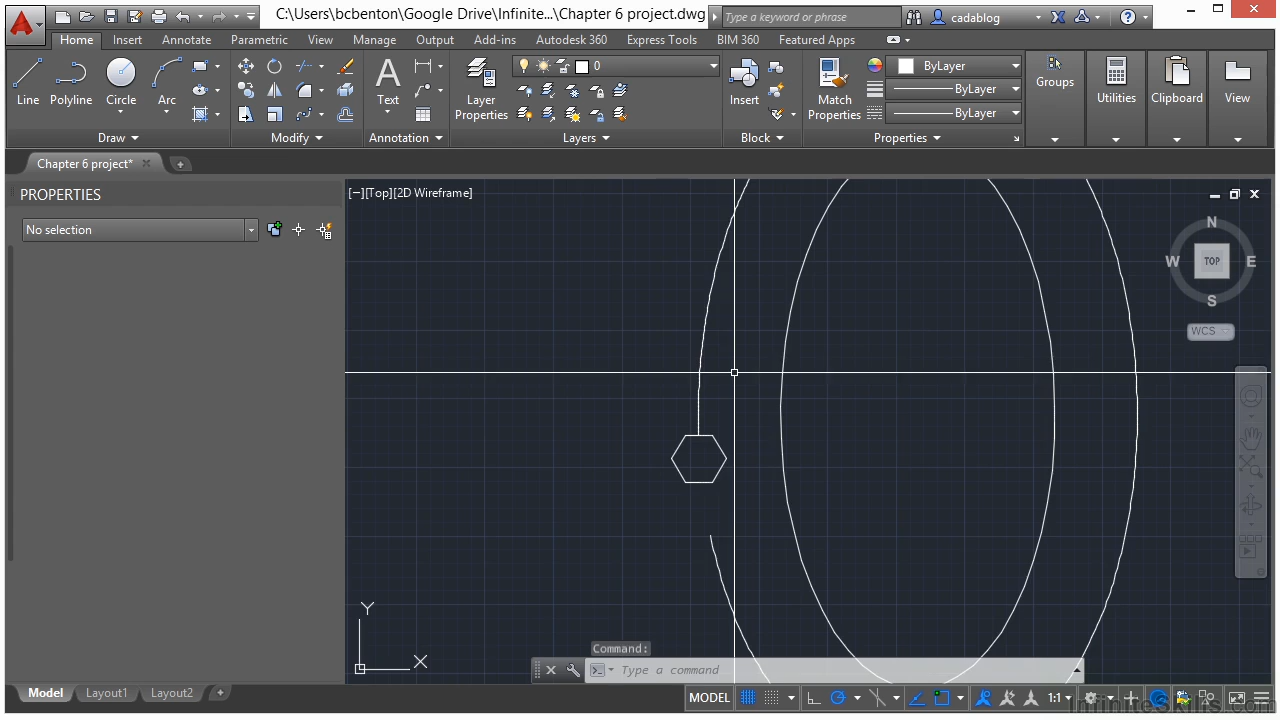 C:\Users\bcbenton\Google Drive\Infinite...\Chapter 6 project.dwg
Type a keyword or phrase
cadablog
Home Insert Annotate Parametric View Manage Output Add-ins Autodesk 360 Express Tools BIM 360 Featured Apps
Line Polyline Circle Arc
Draw
Modify
Text
Annotation
Layer Properties
0
Layers
Insert
Block
Match Properties
ByLayer
ByLayer
ByLayer
Properties
Groups
Utilities
Clipboard
View
Chapter 6 project*
PROPERTIES
No selection
[−][Top][2D Wireframe]
N
W TOP E
S
WCS
Y
X
Command:
Type a command
Model Layout1 Layout2
MODEL
1:1
InfiniteSkills.com